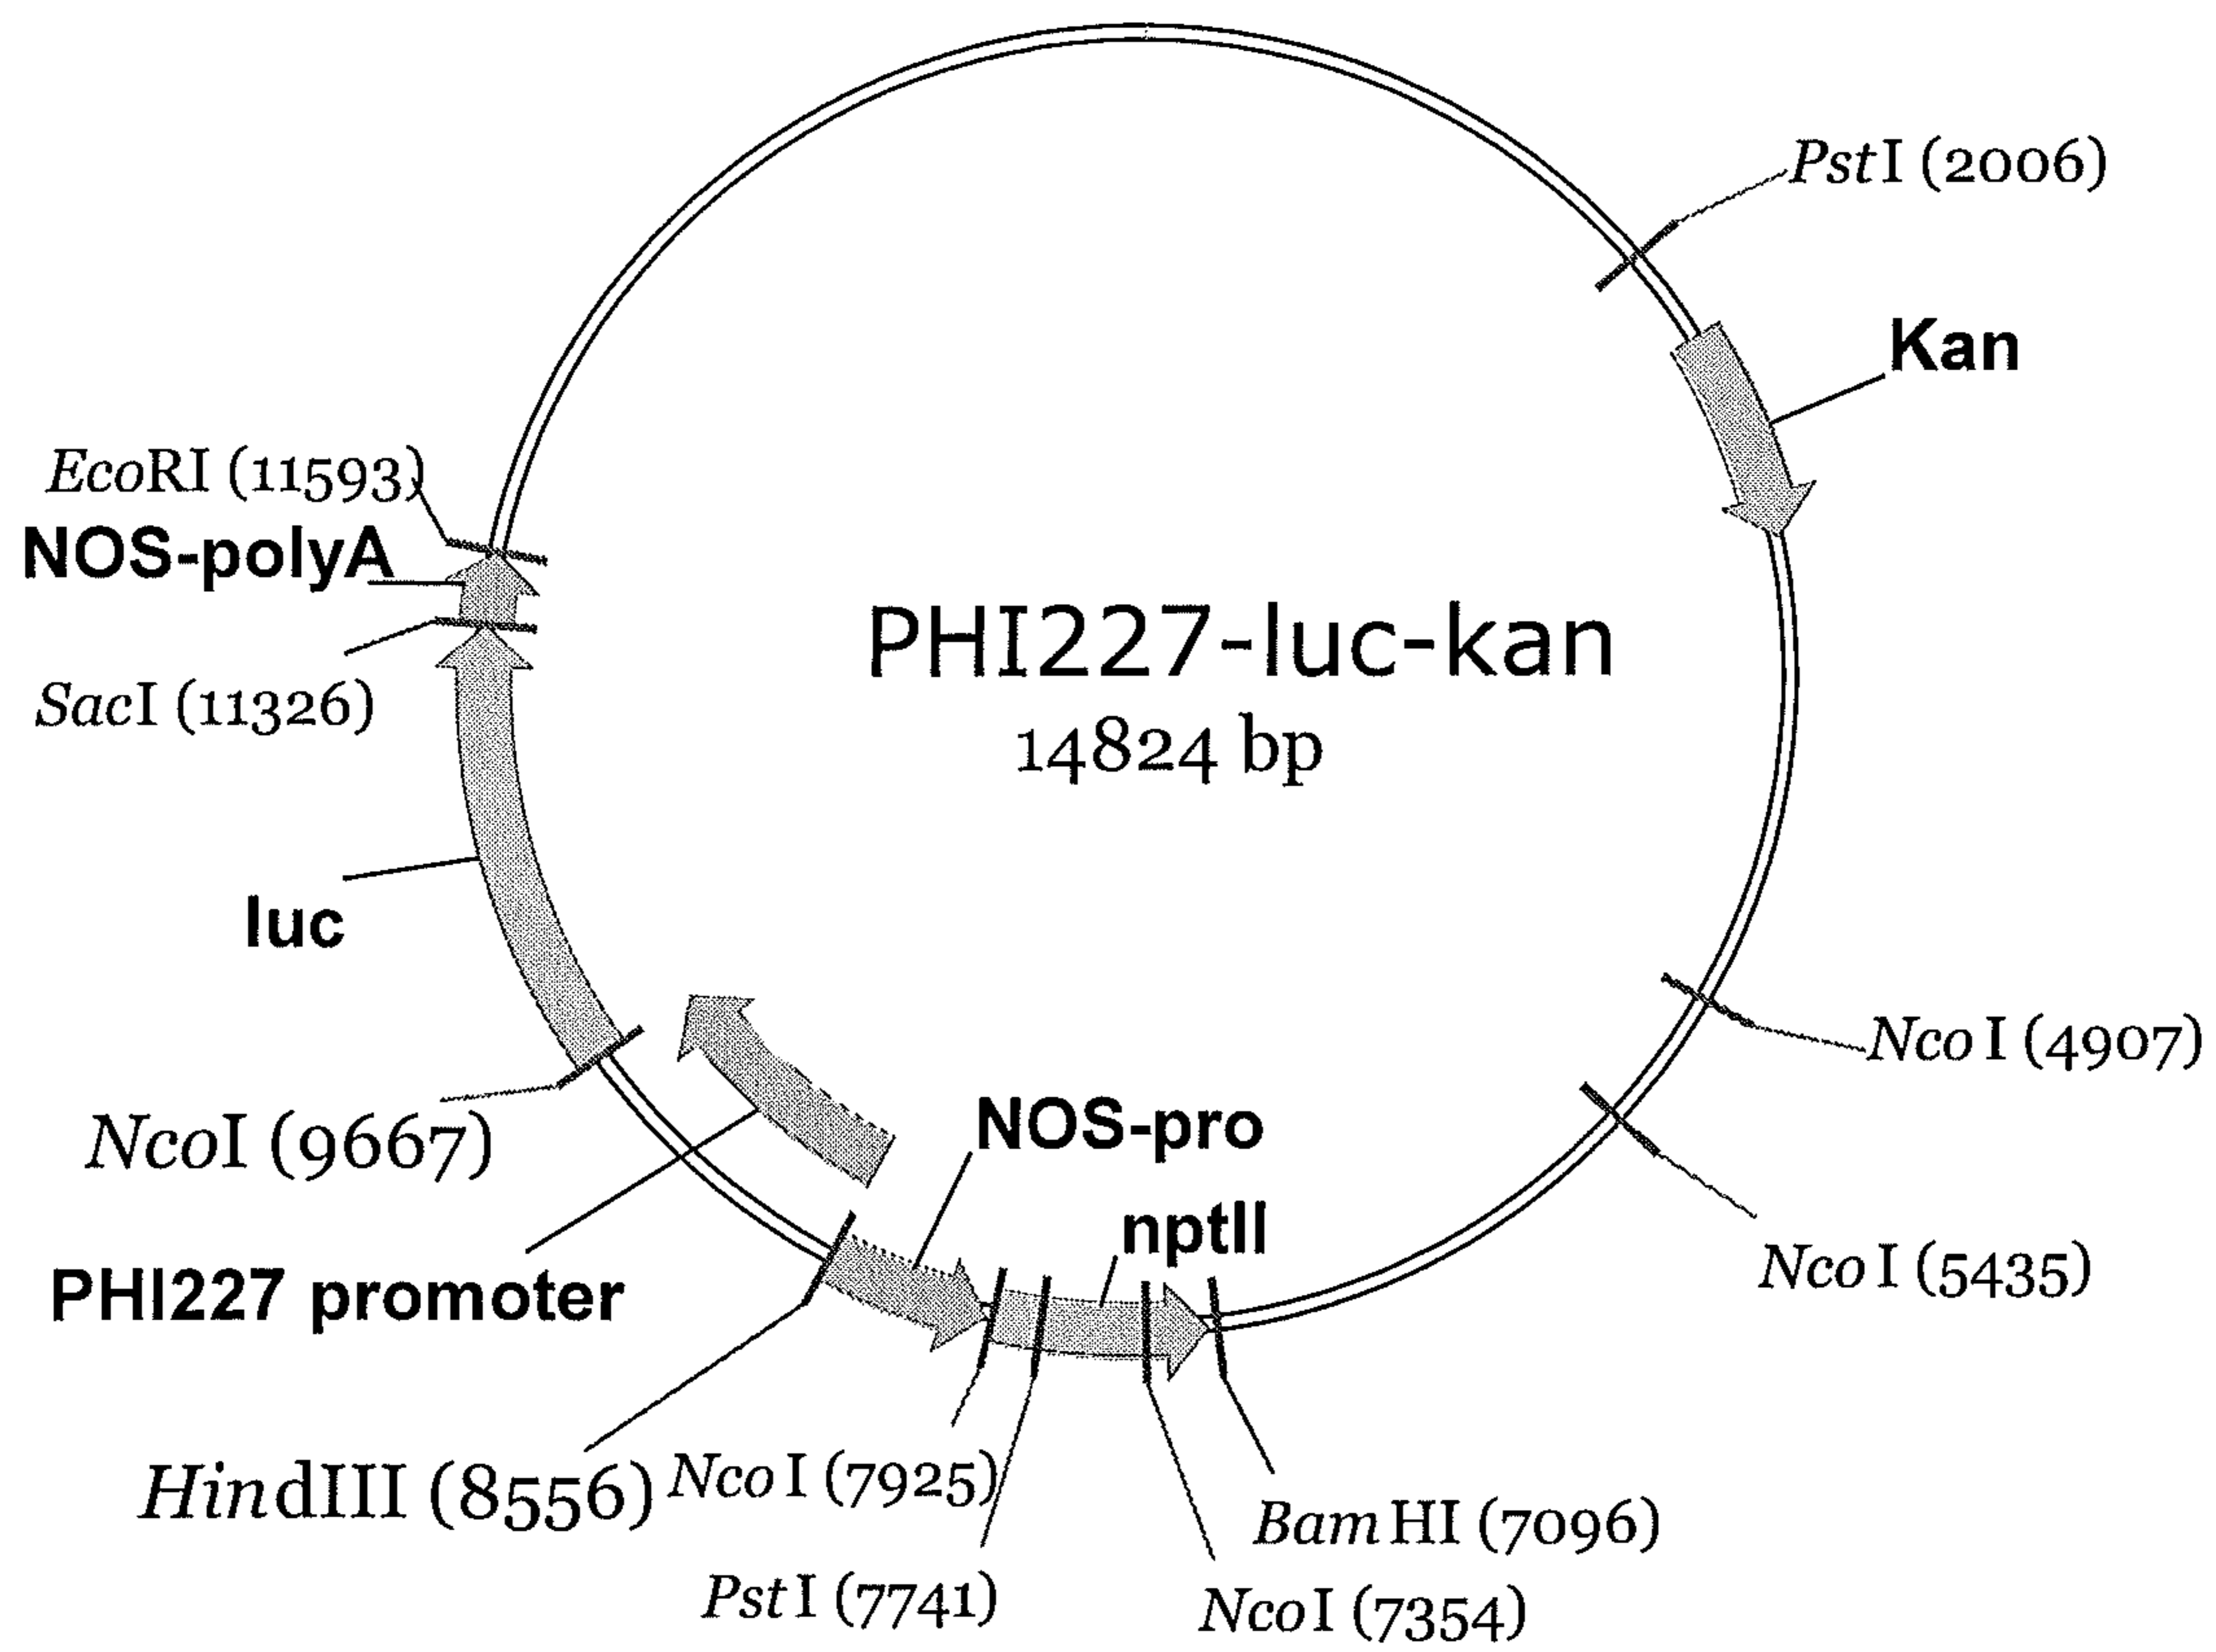 PstI (2006)
Kan
EcoRI (11593)
NOS-polyA
PHI227-luc-kan
14824 bp
SacI (11326)
luc
NcoI (4907)
NcoI (9667)
NOS-pro
nptII
NcoI (5435)
PHI227 promoter
HindIII (8556)
NcoI (7925)
BamHI (7096)
PstI (7741)
NcoI (7354)